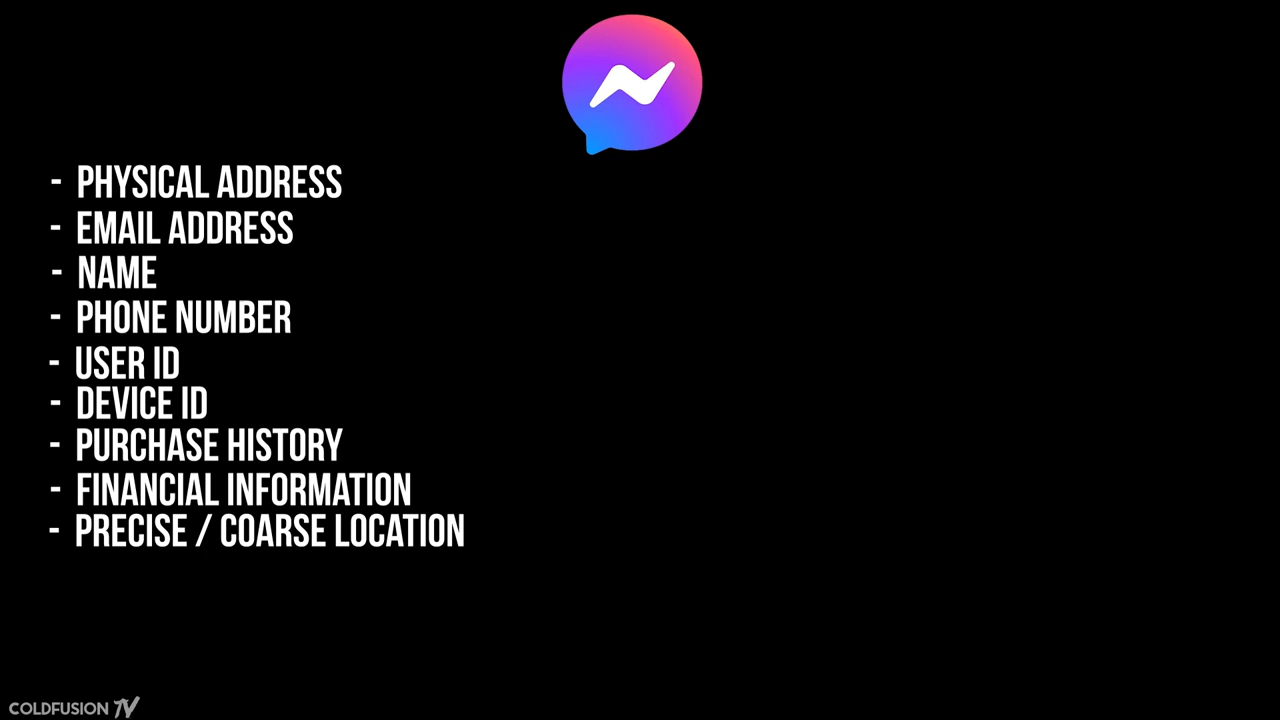 - PHYSICAL ADDRESS
- EMAIL ADDRESS
- NAME
- PHONE NUMBER
- USER ID
- DEVICE ID
- PURCHASE HISTORY
- FINANCIAL INFORMATION
- PRECISE / COARSE LOCATION
COLDFUSION TV